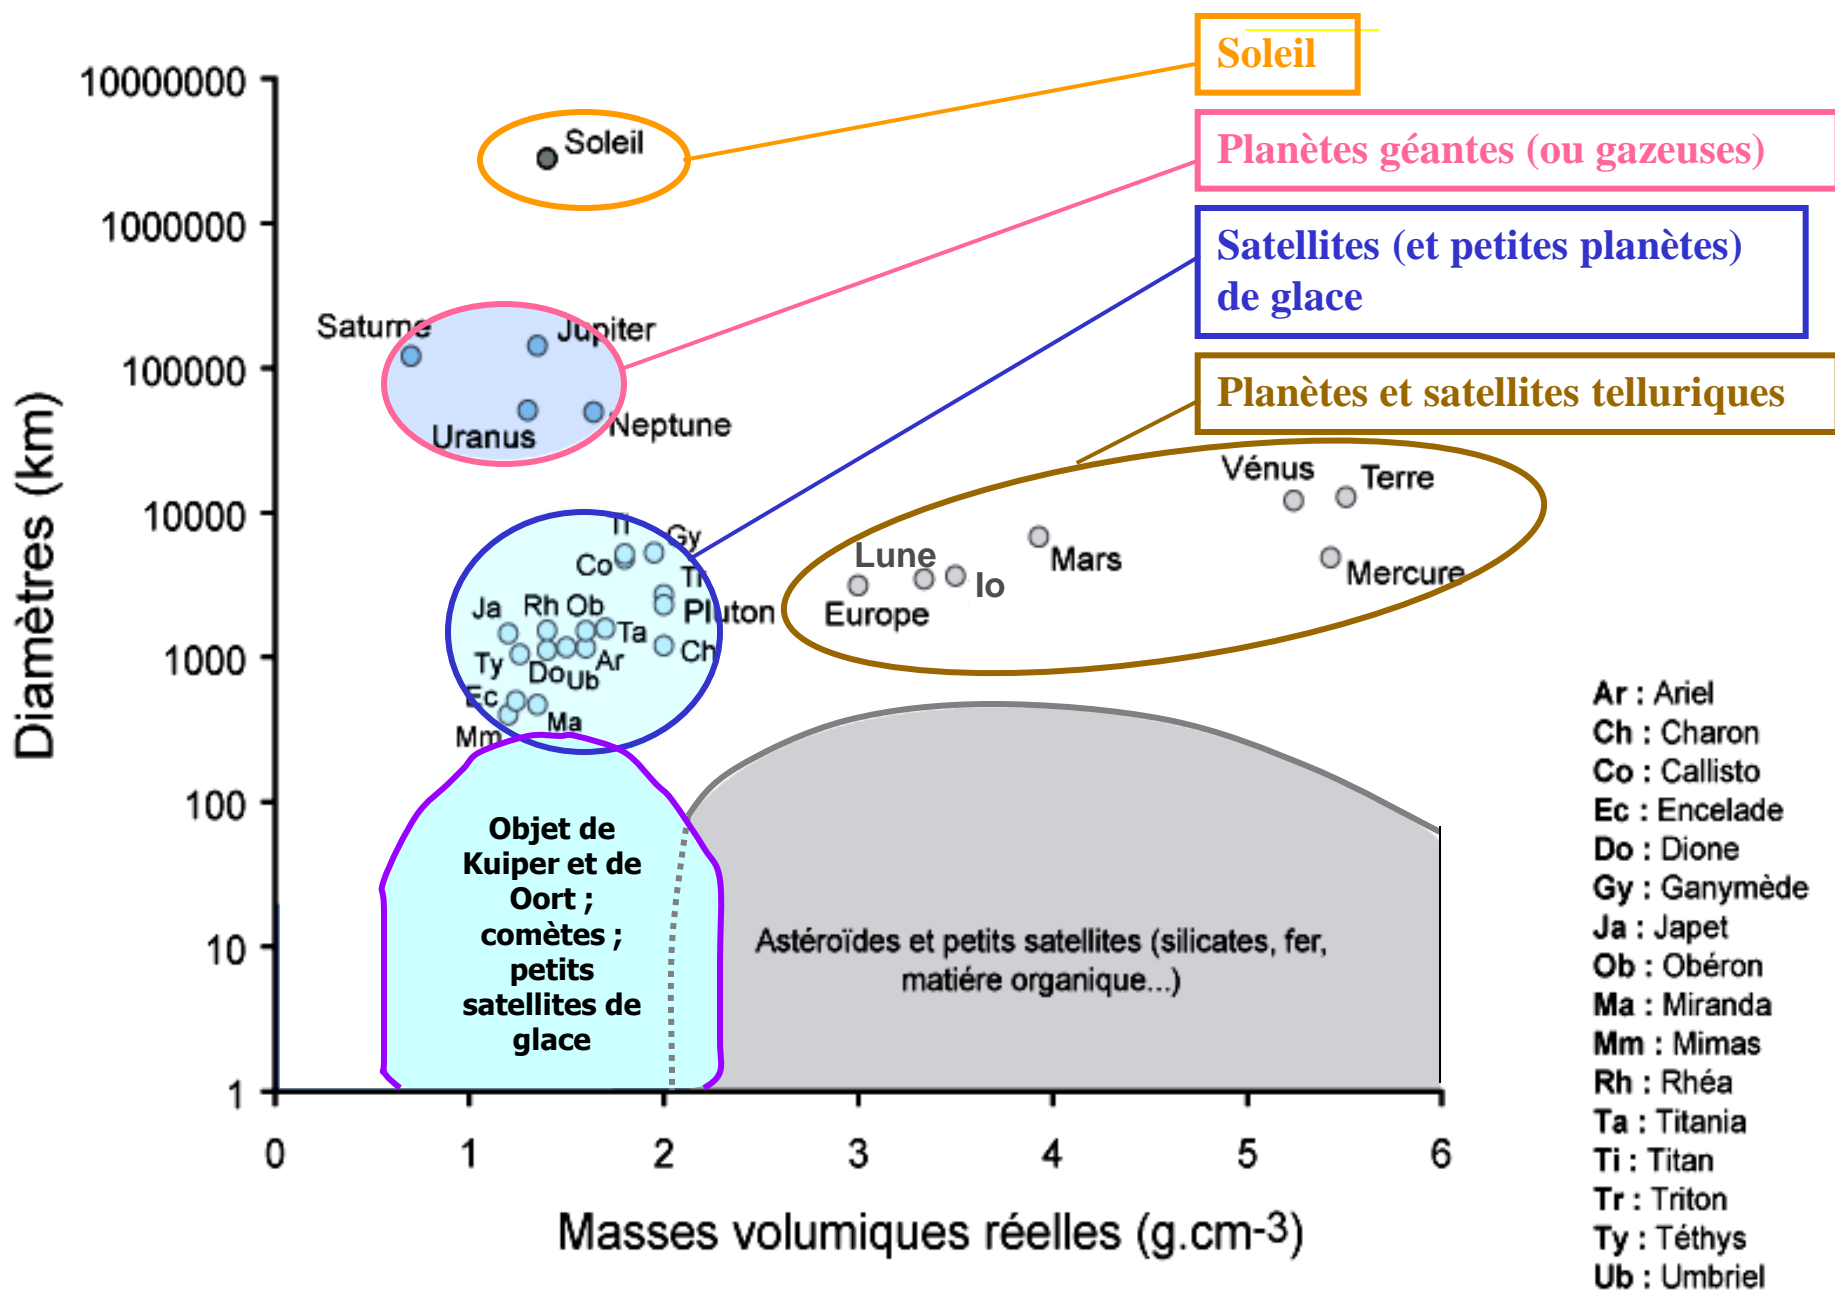 Soleil
Planètes géantes (ou gazeuses)
Satellites (et petites planètes)
de glace
Planètes et satellites telluriques
Diamètres (km)
10000000
1000000
100000
10000
1000
100
10
1
Soleil
Saturne
Jupiter
Uranus
Neptune
Vénus
Terre
Mercure
Mars
Lune
Io
Europe
Ti
Gy
Co
Tr
Pluton
Ja
Rh
Ob
Ta
Ch
Ty
Do
Ub
Ar
Ec
Ma
Mm
Objet de
Kuiper et de
Oort ;
comètes ;
petits
satellites de
glace
Astéroïdes et petits satellites (silicates, fer,
matiére organique...)
0
1
2
3
4
5
6
Masses volumiques réelles (g.cm-3)
Ar : Ariel
Ch : Charon
Co : Callisto
Ec : Encelade
Do : Dione
Gy : Ganymède
Ja : Japet
Ob : Obéron
Ma : Miranda
Mm : Mimas
Rh : Rhéa
Ta : Titania
Ti : Titan
Tr : Triton
Ty : Téthys
Ub : Umbriel